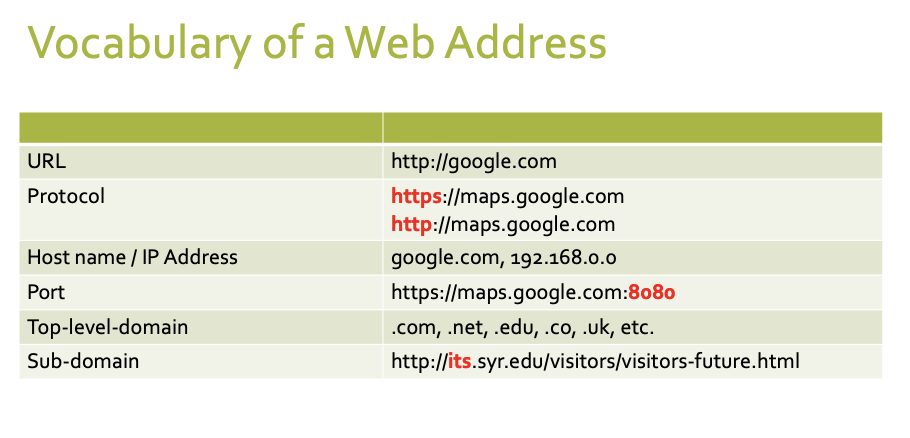 Vocabulary of a Web Address
URL http://google.com
Protocol https://maps.google.com
http://maps.google.com
Host name / IP Address google.com, 192.168.0.0
Port https://maps.google.com:8080
Top-level-domain .com, .net, .edu, .co, .uk, etc.
Sub-domain http://its.syr.edu/visitors/visitors-future.html